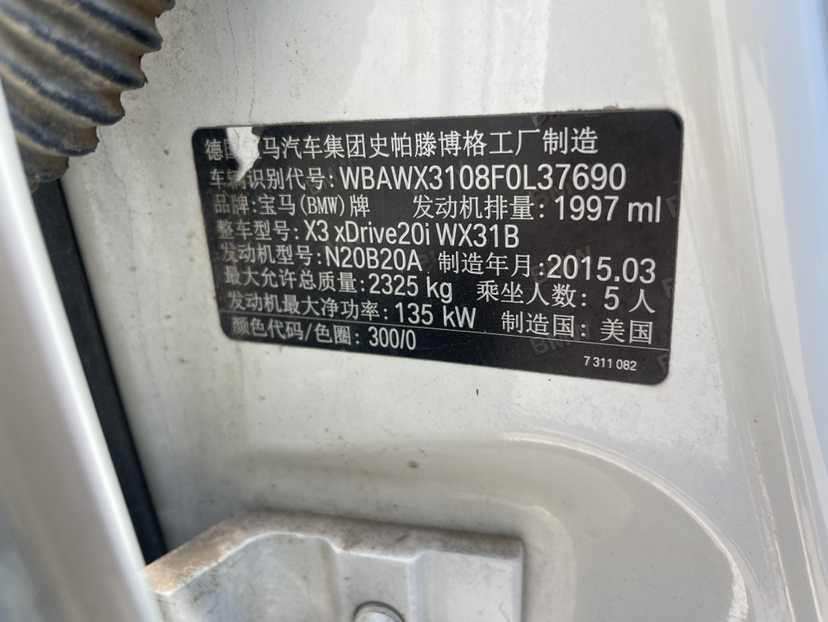 德国宝马汽车集团史帕滕博格工厂制造
车辆识别代号: WBAWX3108F0L37690
品牌: 宝马(BMW)牌 发动机排量: 1997 ml
整车型号: X3 xDrive20i WX31B
发动机型号: N20B20A 制造年月: 2015.03
最大允许总质量: 2325 kg 乘坐人数: 5 人
发动机最大净功率: 135 kW 制造国: 美国
颜色代码/色圈: 300/0
7 311 082